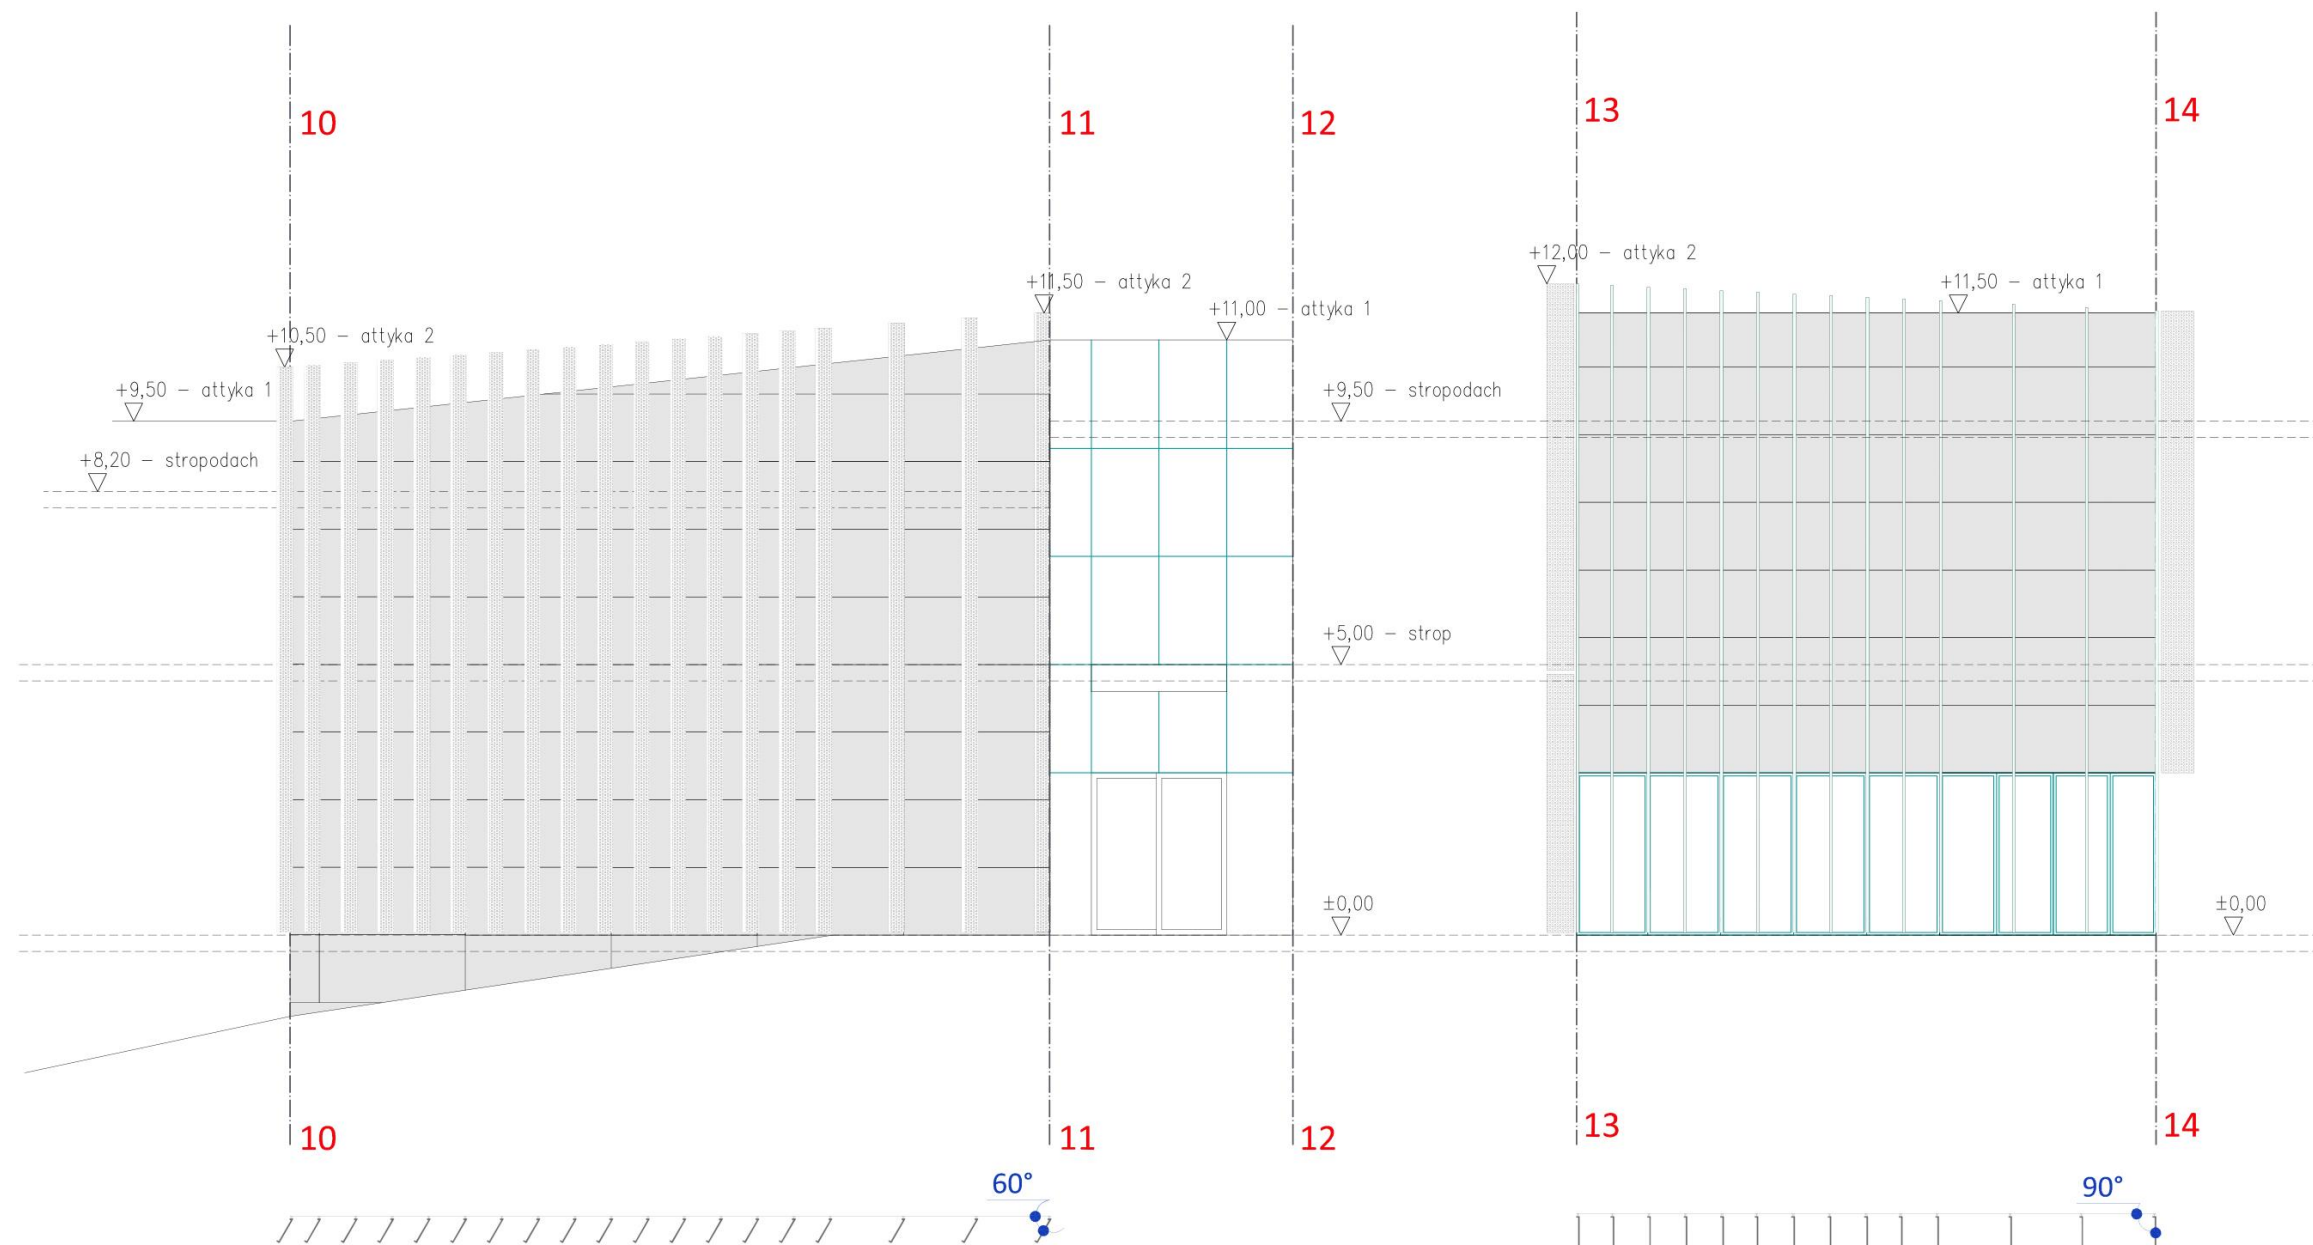 10
11
12
13
14
+12,00 – attyka 2
+11,50 – attyka 2
+11,50 – attyka 1
+11,00 – attyka 1
+10,50 – attyka 2
+9,50 – attyka 1
+9,50 – stropodach
+8,20 – stropodach
+5,00 – strop
±0,00
±0,00
10
11
12
13
14
60°
90°